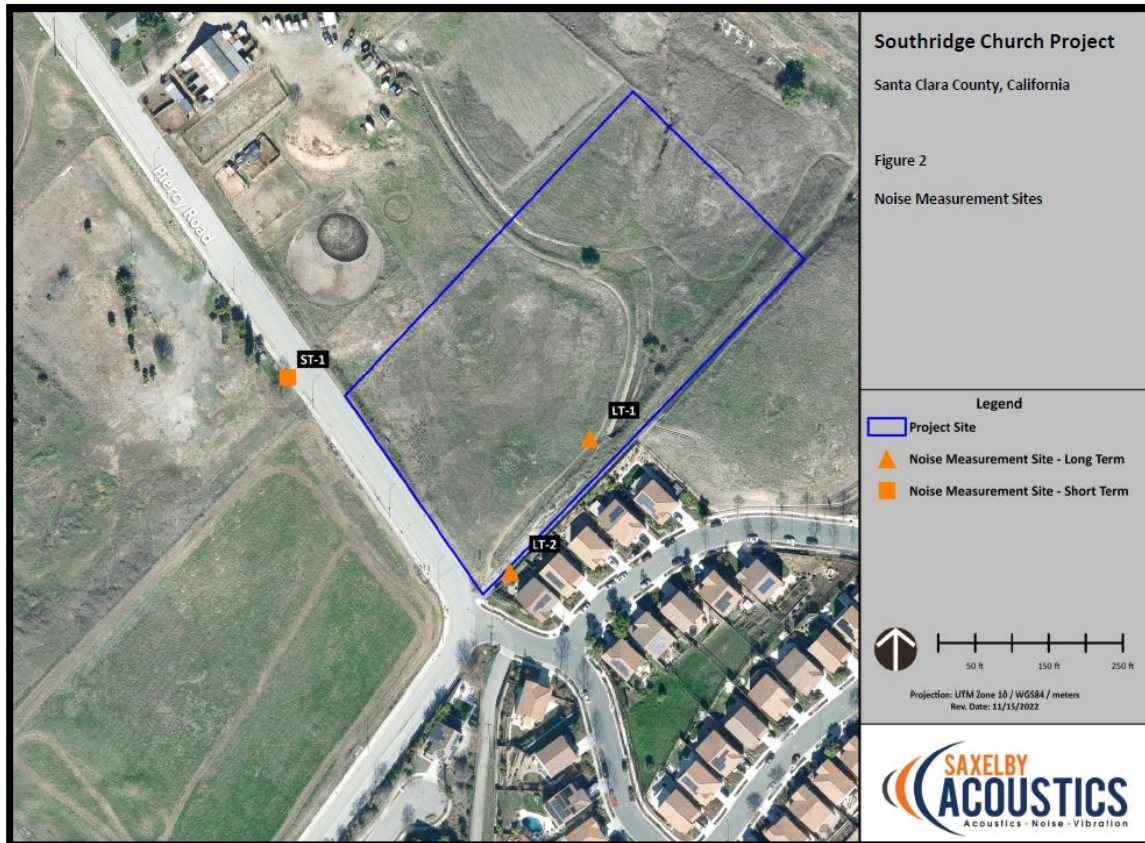 Southridge Church Project
Santa Clara County, California
Figure 2
Noise Measurement Sites
Piercy Road
ST-1
LT-1
LT-2
Legend
Project Site
Noise Measurement Site - Long Term
Noise Measurement Site - Short Term
50 ft 150 ft 250 ft
Projection: UTM Zone 10 / WGS84 / meters
Rev. Date: 11/15/2022
SAXELBY
ACOUSTICS
Acoustics - Noise - Vibration